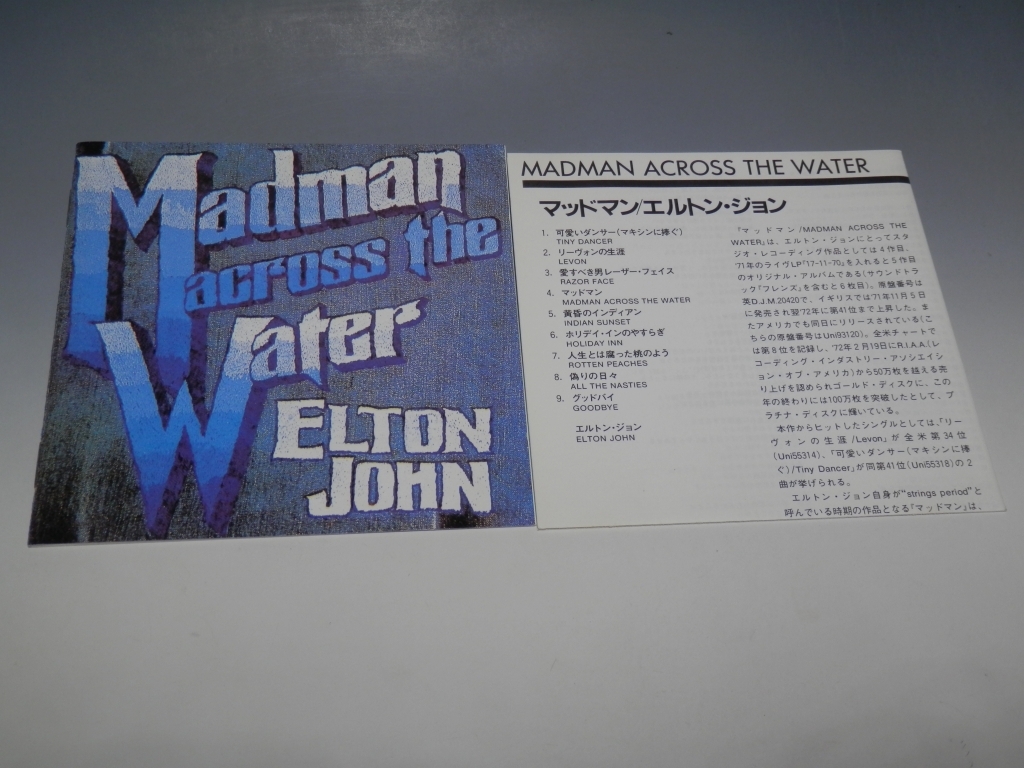 Madman
across the
Water
ELTON
JOHN
MADMAN ACROSS THE WATER
マッドマン/エルトン・ジョン
1. 可愛いダンサー(マキシンに捧ぐ)
TINY DANCER
2. リーヴォンの生涯
LEVON
3. 愛すべき男レーザー・フェイス
RAZOR FACE
4. マッドマン
MADMAN ACROSS THE WATER
5. 黄昏のインディアン
INDIAN SUNSET
6. ホリデイ・インのやすらぎ
HOLIDAY INN
7. 人生とは腐った桃のよう
ROTTEN PEACHES
8. 偽りの日々
ALL THE NASTIES
9. グッドバイ
GOODBYE
エルトン・ジョン
ELTON JOHN
「マッドマン/MADMAN ACROSS THE
WATER」は、エルトン・ジョンにとってスタ
ジオ・レコーディング作品としては4作目、
'71年のライヴLP「17-11-70」を入れると5作目
のオリジナル・アルバムである(サウンドトラ
ック「フレンズ」を含むと6枚目)。原盤番号は
英D.J.M.20420で、イギリスでは'71年11月5日
に発売され翌'72年に第41位まで上昇した。ま
たアメリカでも同日にリリースされている(こ
ちらの原盤番号はUni93120)。全米チャートで
は第8位を記録し、'72年2月19日にR.I.A.A.(レ
コーディング・インダストリー・アソシエイシ
ョン・オブ・アメリカ)から50万枚を越える売
り上げを認められゴールド・ディスクに、この
年の終わりには100万枚を突破したとして、プ
ラチナ・ディスクに輝いている。
本作からヒットしたシングルとしては、「リー
ヴォンの生涯/Levon」が全米第34位
(Uni55314)、「可愛いダンサー(マキシンに捧
ぐ)/Tiny Dancer」が同第41位(Uni55318)の2
曲が挙げられる。
エルトン・ジョン自身が"strings period"と
呼んでいる時期の作品となる「マッドマン」は、